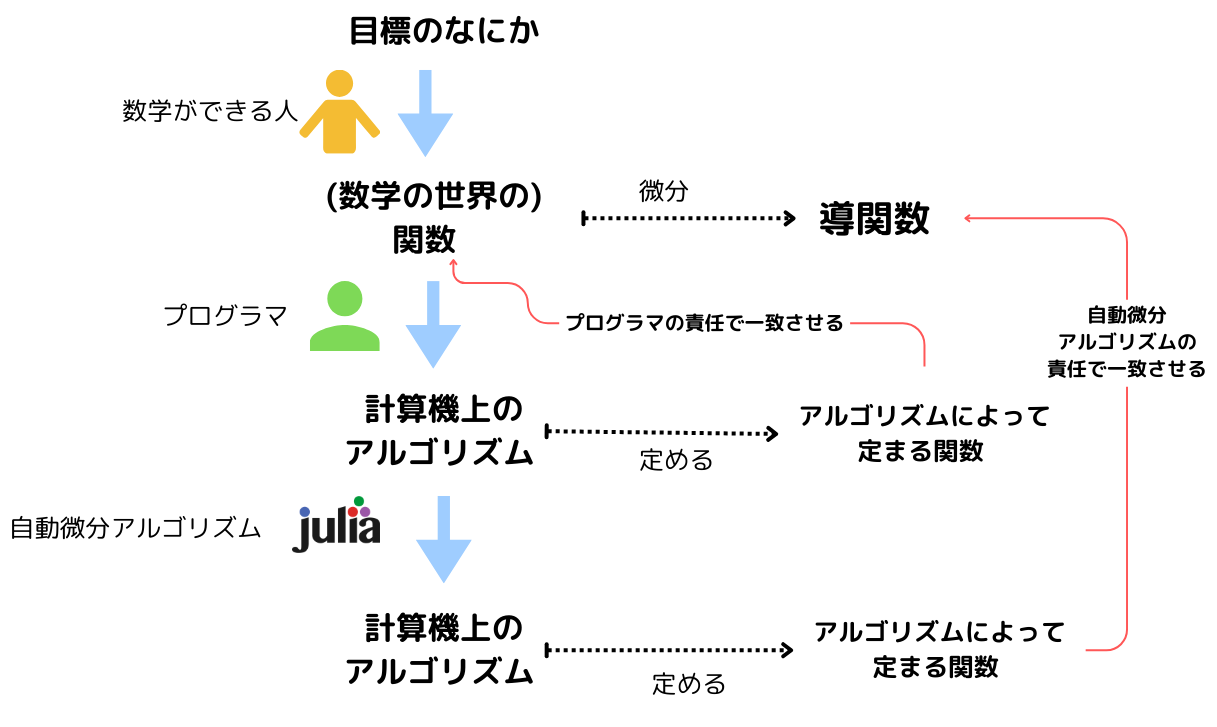 目標のなにか
数学ができる人
(数学の世界の)
関数
微分
導関数
プログラマ
プログラマの責任で一致させる
自動微分
アルゴリズムの
責任で一致させる
計算機上の
アルゴリズム
定める
アルゴリズムによって
定まる関数
自動微分アルゴリズム
julia
計算機上の
アルゴリズム
定める
アルゴリズムによって
定まる関数